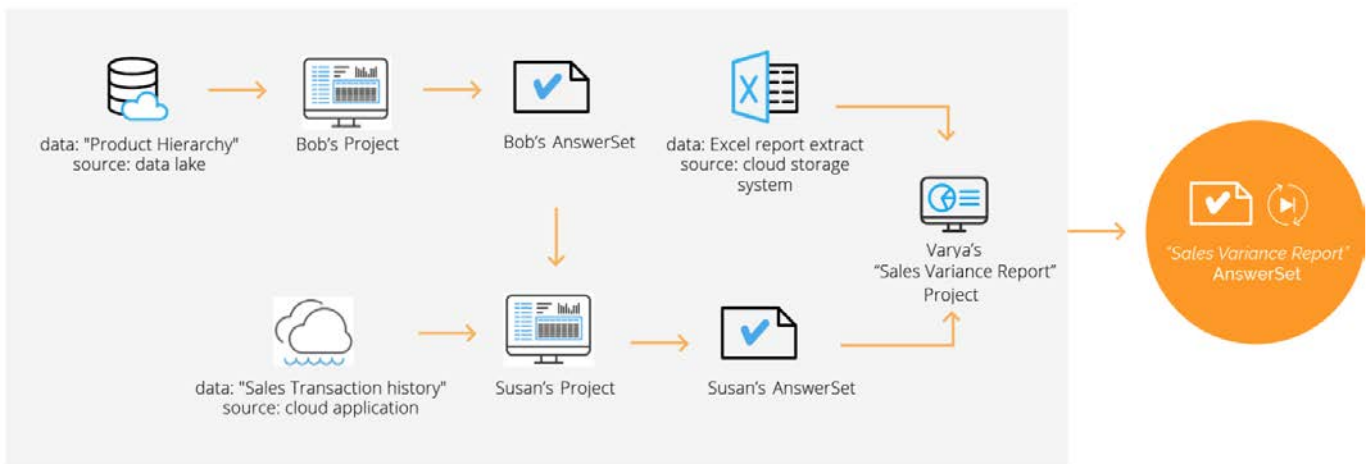 data: "Product Hierarchy"
source: data lake
Bob's Project
Bob's AnswerSet
data: Excel report extract
source: cloud storage
system
Varya's
“Sales Variance Report”
Project
"Sales Variance Report"
AnswerSet
data: "Sales Transaction history"
source: cloud application
Susan's Project
Susan's AnswerSet
X